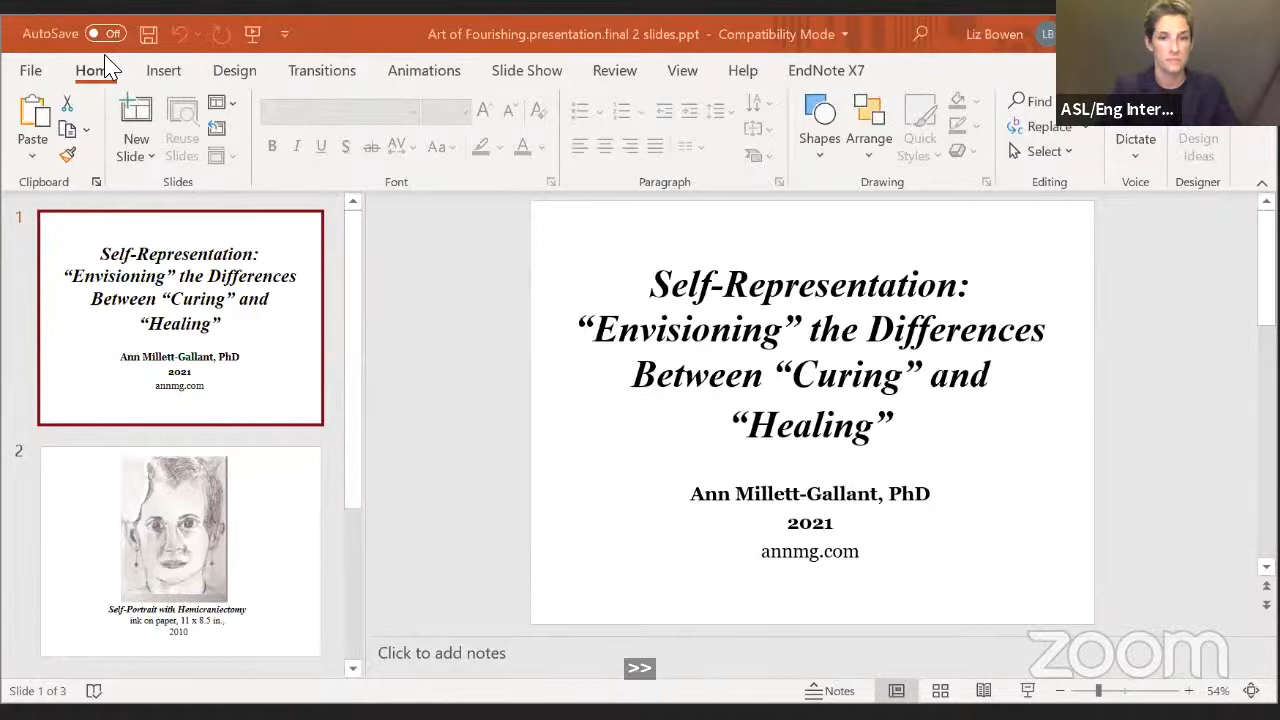 AutoSave Off
Art of Fourishing.presentation.final 2 slides.ppt - Compatibility Mode
Liz Bowen LB
File Home Insert Design Transitions Animations Slide Show Review View Help EndNote X7
ASL/Eng Inter...
Paste
New Slide
Reuse Slides
B I U S ab AV Aa A
Shapes
Arrange
Quick Styles
Find
Replace
Select
Dictate
Design Ideas
Clipboard Slides Font Paragraph Drawing Editing Voice Designer
1
Self-Representation:
“Envisioning” the Differences
Between “Curing” and
“Healing”
Ann Millett-Gallant, PhD
2021
annmg.com
2
Self-Portrait with Hemicraniectomy
ink on paper, 11 x 8.5 in.,
2010
Self-Representation:
“Envisioning” the Differences
Between “Curing” and
“Healing”
Ann Millett-Gallant, PhD
2021
annmg.com
Click to add notes
>>
zoom
Slide 1 of 3
Notes
54%